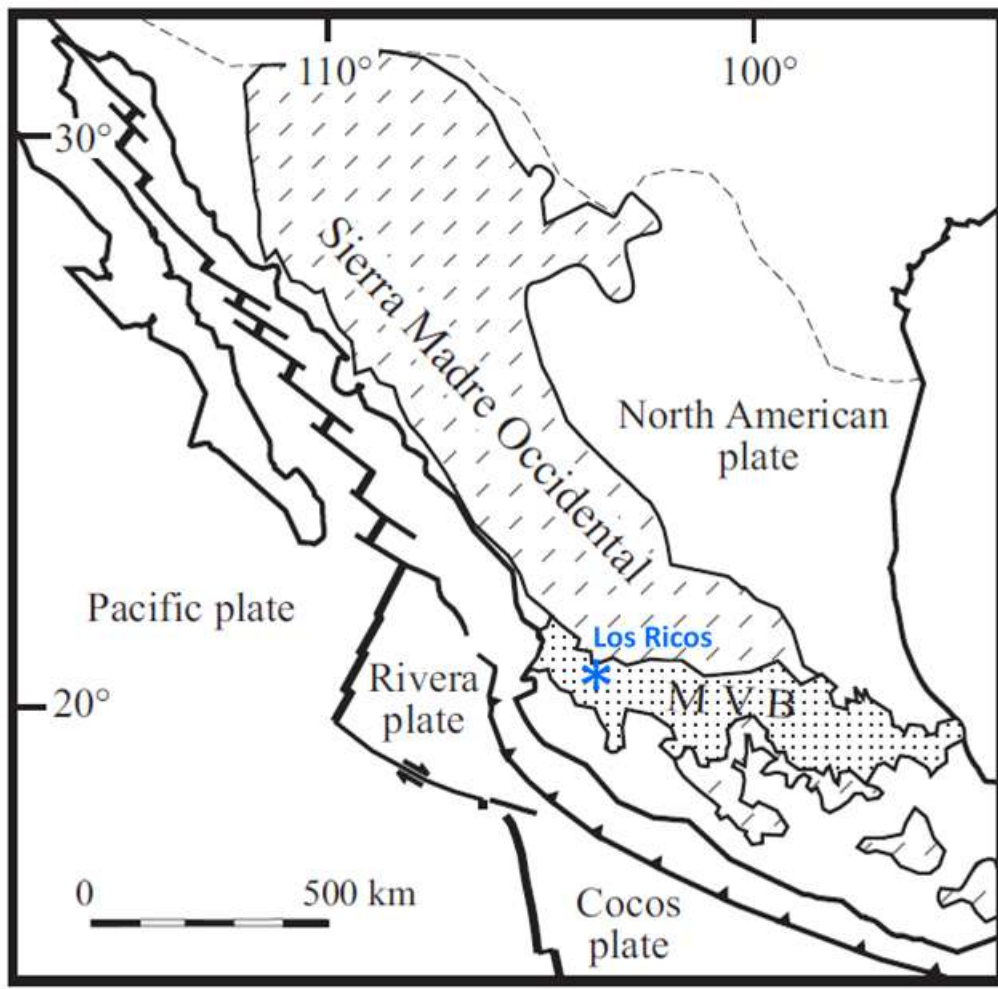 110°
100°
30°
Sierra Madre Occidental
North American
plate
Pacific plate
Los Ricos
Rivera
plate
M V B
20°
0
500 km
Cocos
plate